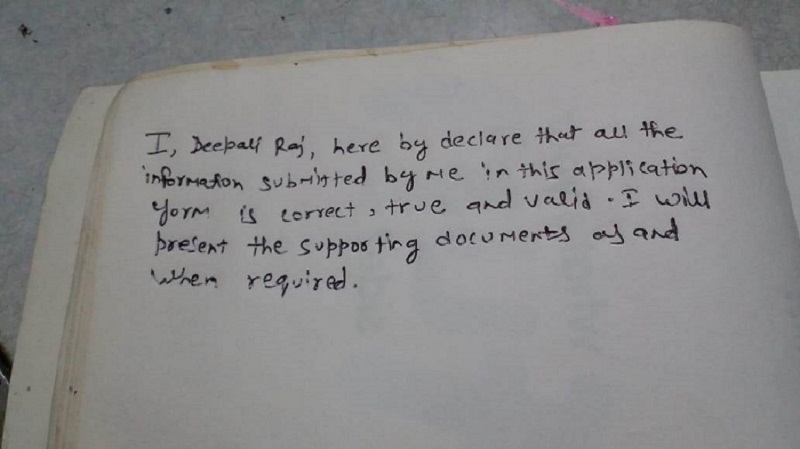 I, Deepali Raj, here by declare that all the
information submitted by me in this application
form is correct, true and valid. I will
present the supporting documents as and
when required.